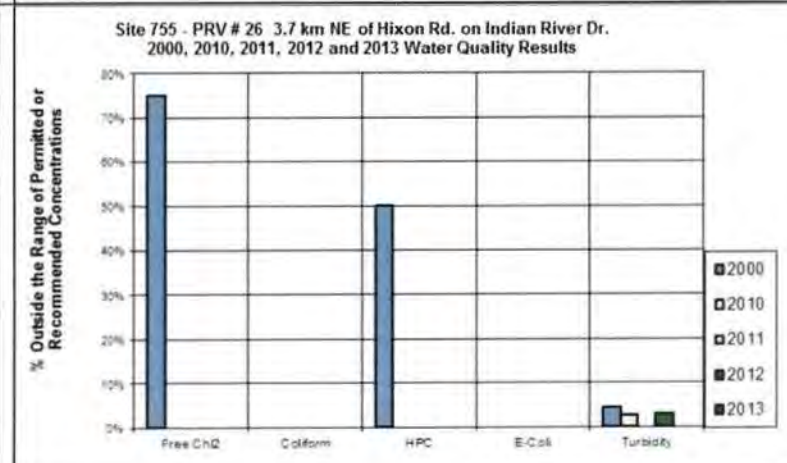 Site 755 - PRV # 26 3.7 km NE of Hixon Rd. on Indian River Dr.
2000, 2010, 2011, 2012 and 2013 Water Quality Results
% Outside the Range of Permitted or
Recommended Concentrations
80%
70%
60%
50%
40%
30%
20%
10%
0%
Free Chl2
Coliform
HPC
E-Coli
Turbidity
2000
2010
2011
2012
2013